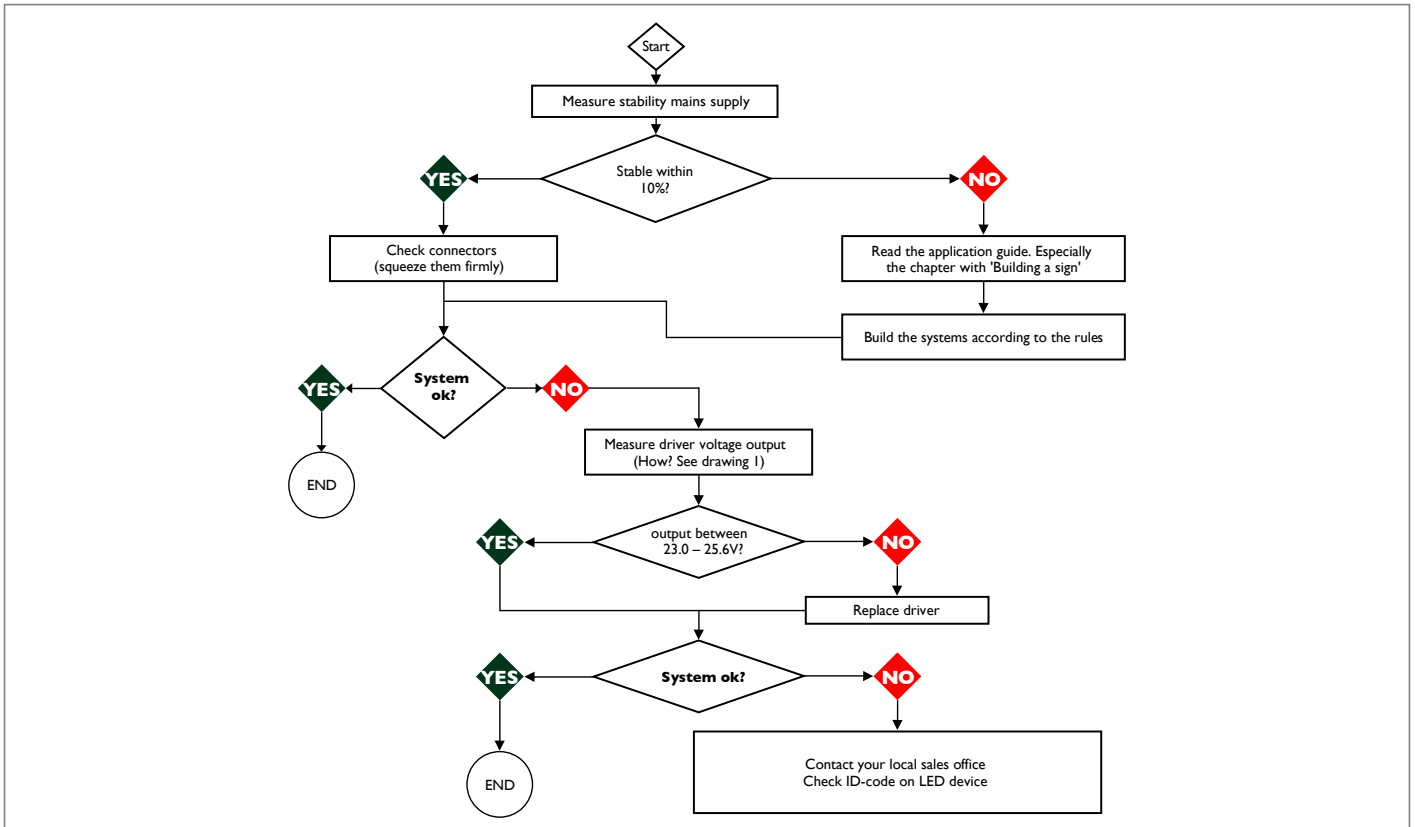 Start
Measure stability mains supply
Stable within
10%?
YES
NO
Check connectors
(squeeze them firmly)
Read the application guide. Especially
the chapter with 'Building a sign'
Build the systems according to the rules
System
ok?
YES
NO
END
Measure driver voltage output
(How? See drawing 1)
output between
23.0 – 25.6V?
YES
NO
Replace driver
System ok?
YES
NO
END
Contact your local sales office
Check ID-code on LED device